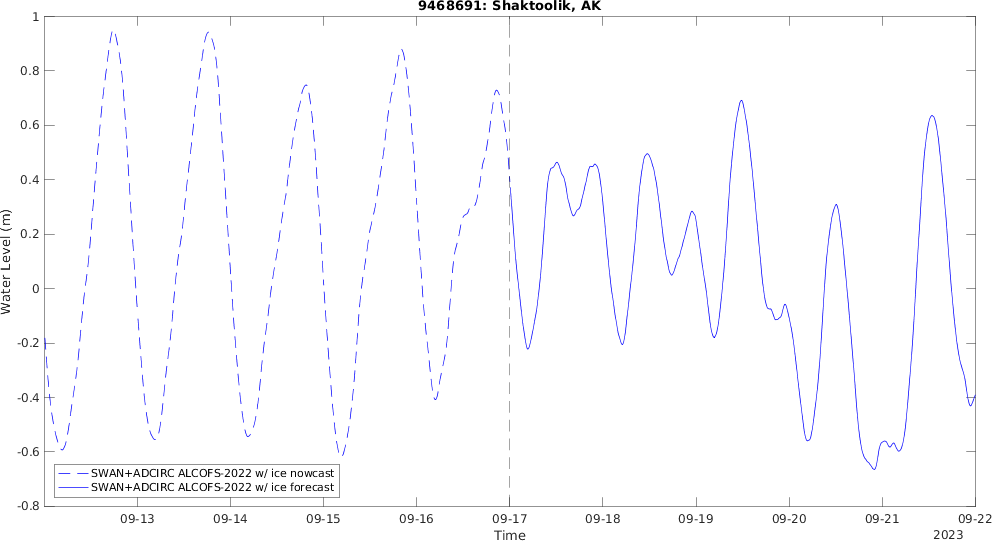 9468691: Shaktoolik, AK
Water Level (m)
1
0.8
0.6
0.4
0.2
0
-0.2
-0.4
-0.6
-0.8
SWAN+ADCIRC ALCOFS-2022 w/ ice nowcast
SWAN+ADCIRC ALCOFS-2022 w/ ice forecast
09-13 09-14 09-15 09-16 09-17 09-18 09-19 09-20 09-21 09-22
Time
2023